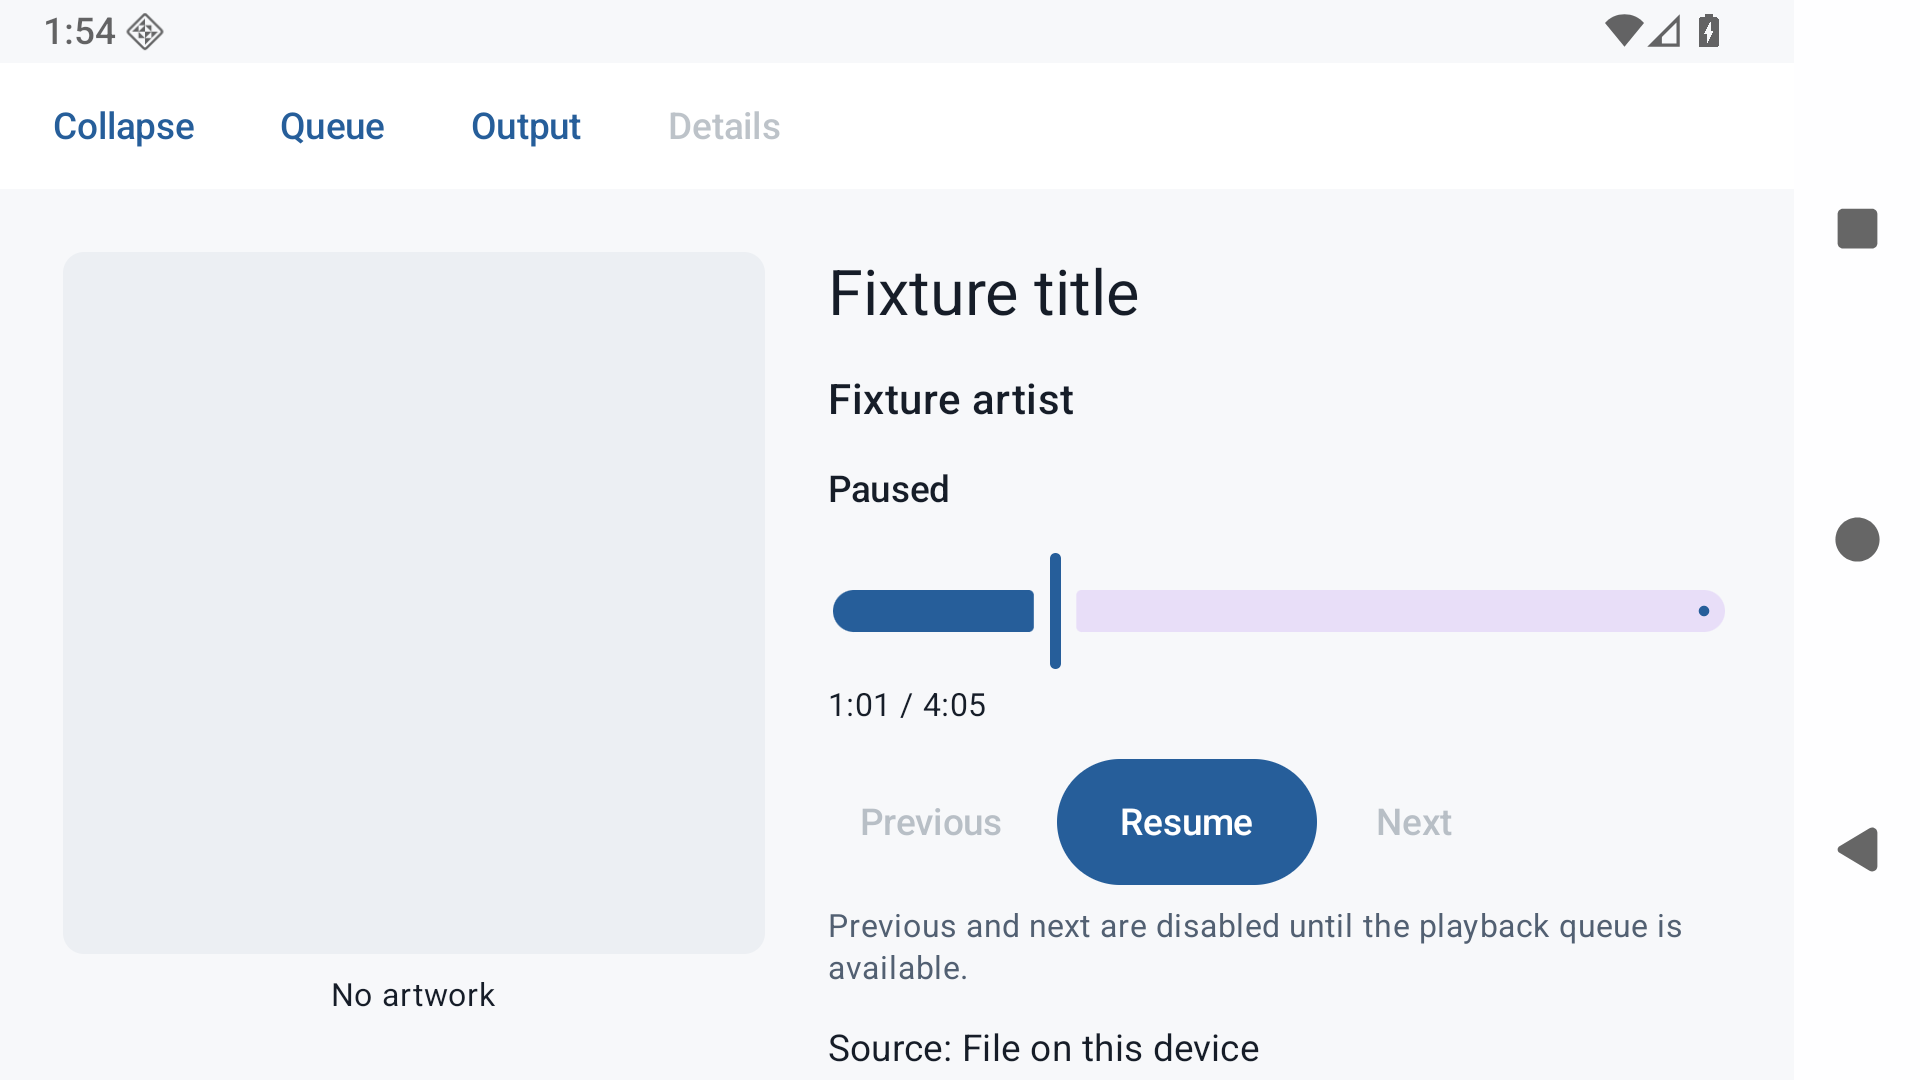 1:54
Collapse Queue Output Details
Fixture title
Fixture artist
Paused
1:01 / 4:05
Previous Resume Next
Previous and next are disabled until the playback queue is
available.
No artwork
Source: File on this device